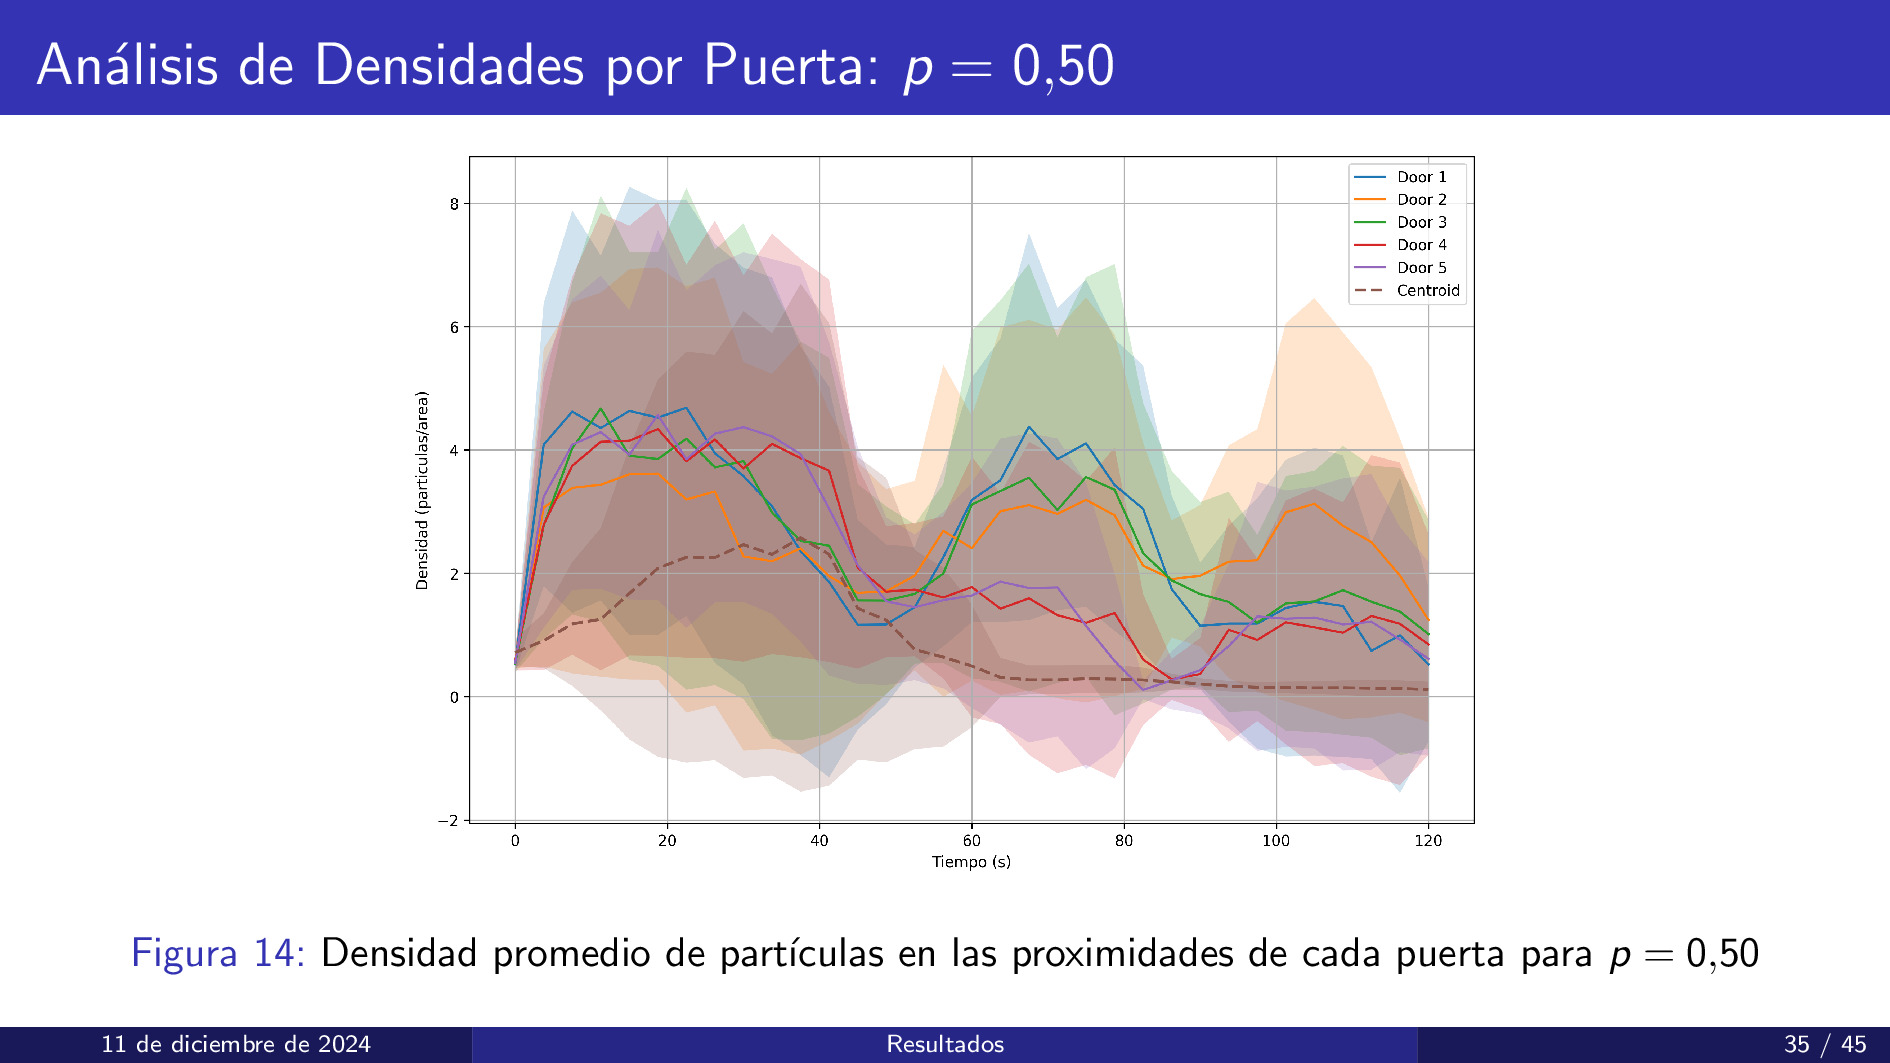 Análisis de Densidades por Puerta: p = 0,50
Door 1
Door 2
Door 3
Door 4
Door 5
Centroid
8
6
4
2
0
−2
Densidad (particulas/area)
0 20 40 60 80 100 120
Tiempo (s)
Figura 14: Densidad promedio de partículas en las proximidades de cada puerta para p = 0,50
11 de diciembre de 2024 Resultados 35 / 45